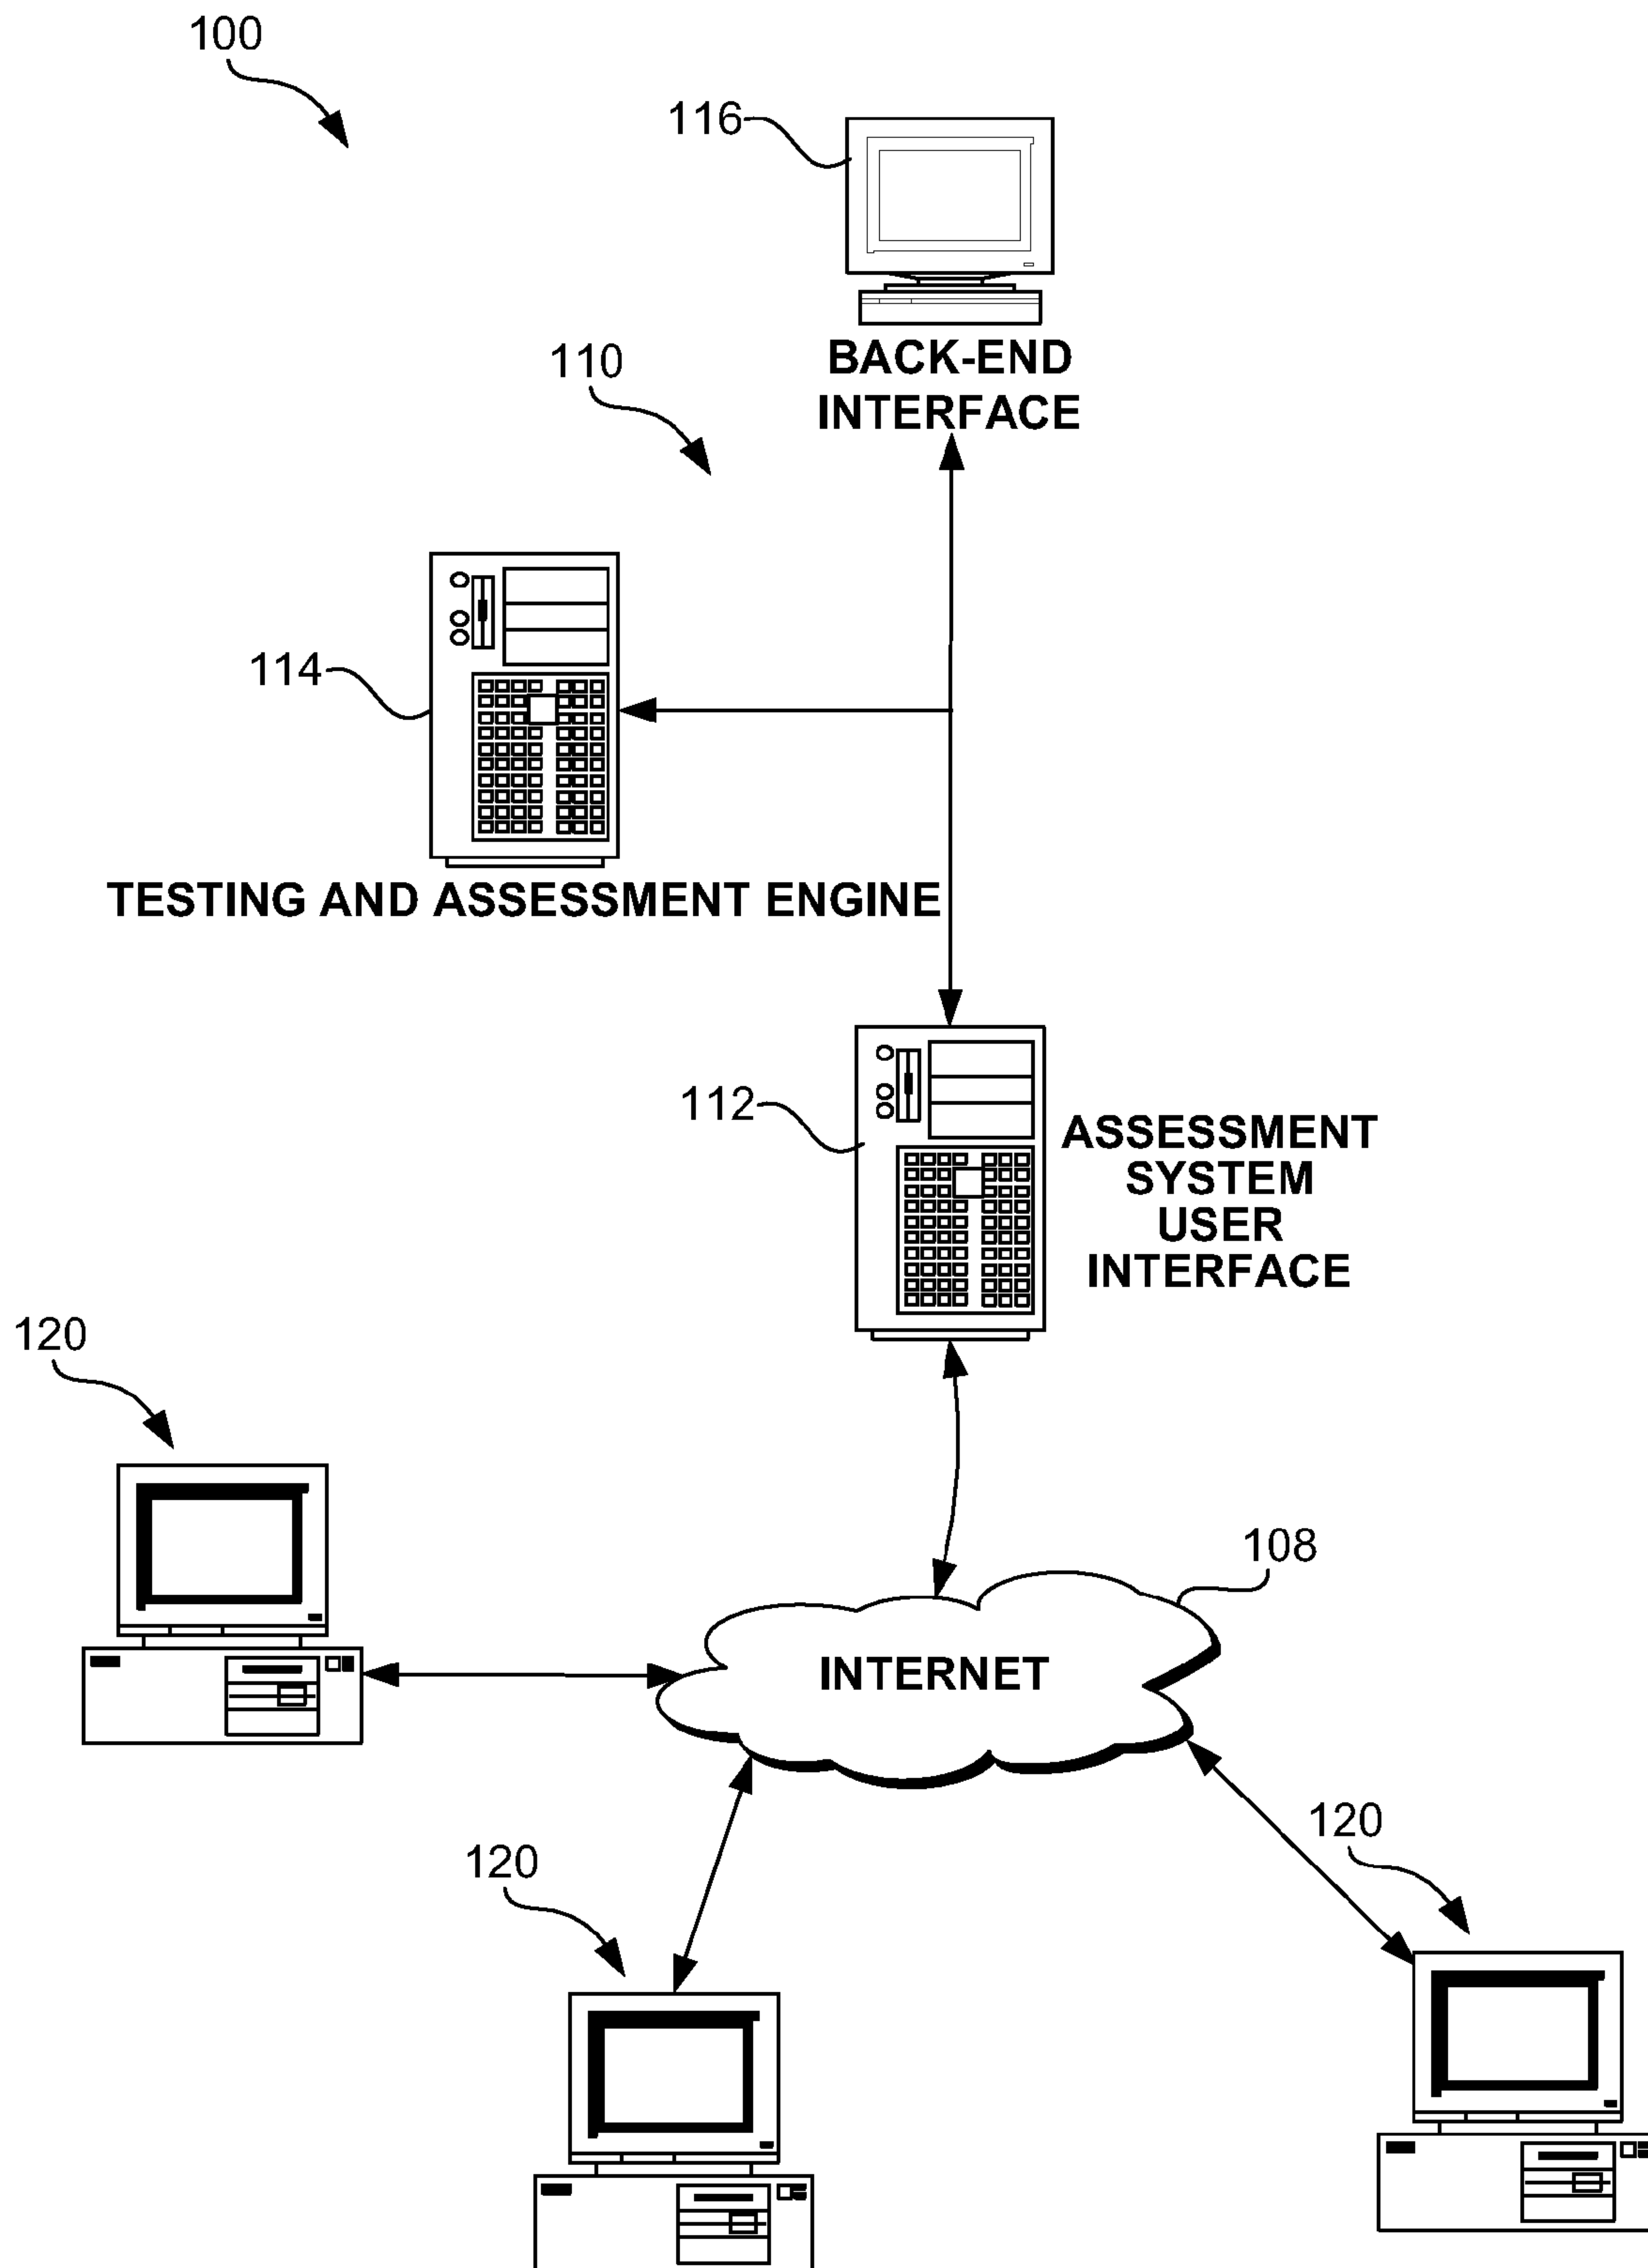 100
116
BACK-END
INTERFACE
110
114
TESTING AND ASSESSMENT ENGINE
112
ASSESSMENT
SYSTEM
USER
INTERFACE
120
108
INTERNET
120
120